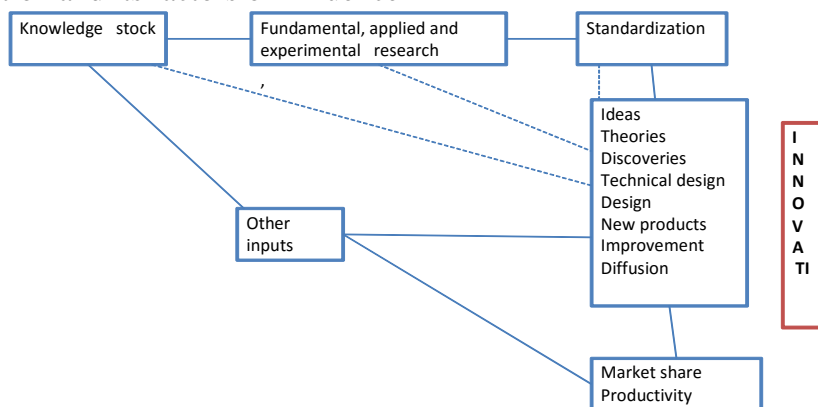 Knowledge stock
Fundamental, applied and
experimental research
Standardization
,
Ideas
Theories
Discoveries
Technical design
Design
New products
Improvement
Diffusion
I
N
N
O
V
A
TI
Other
inputs
Market share
Productivity